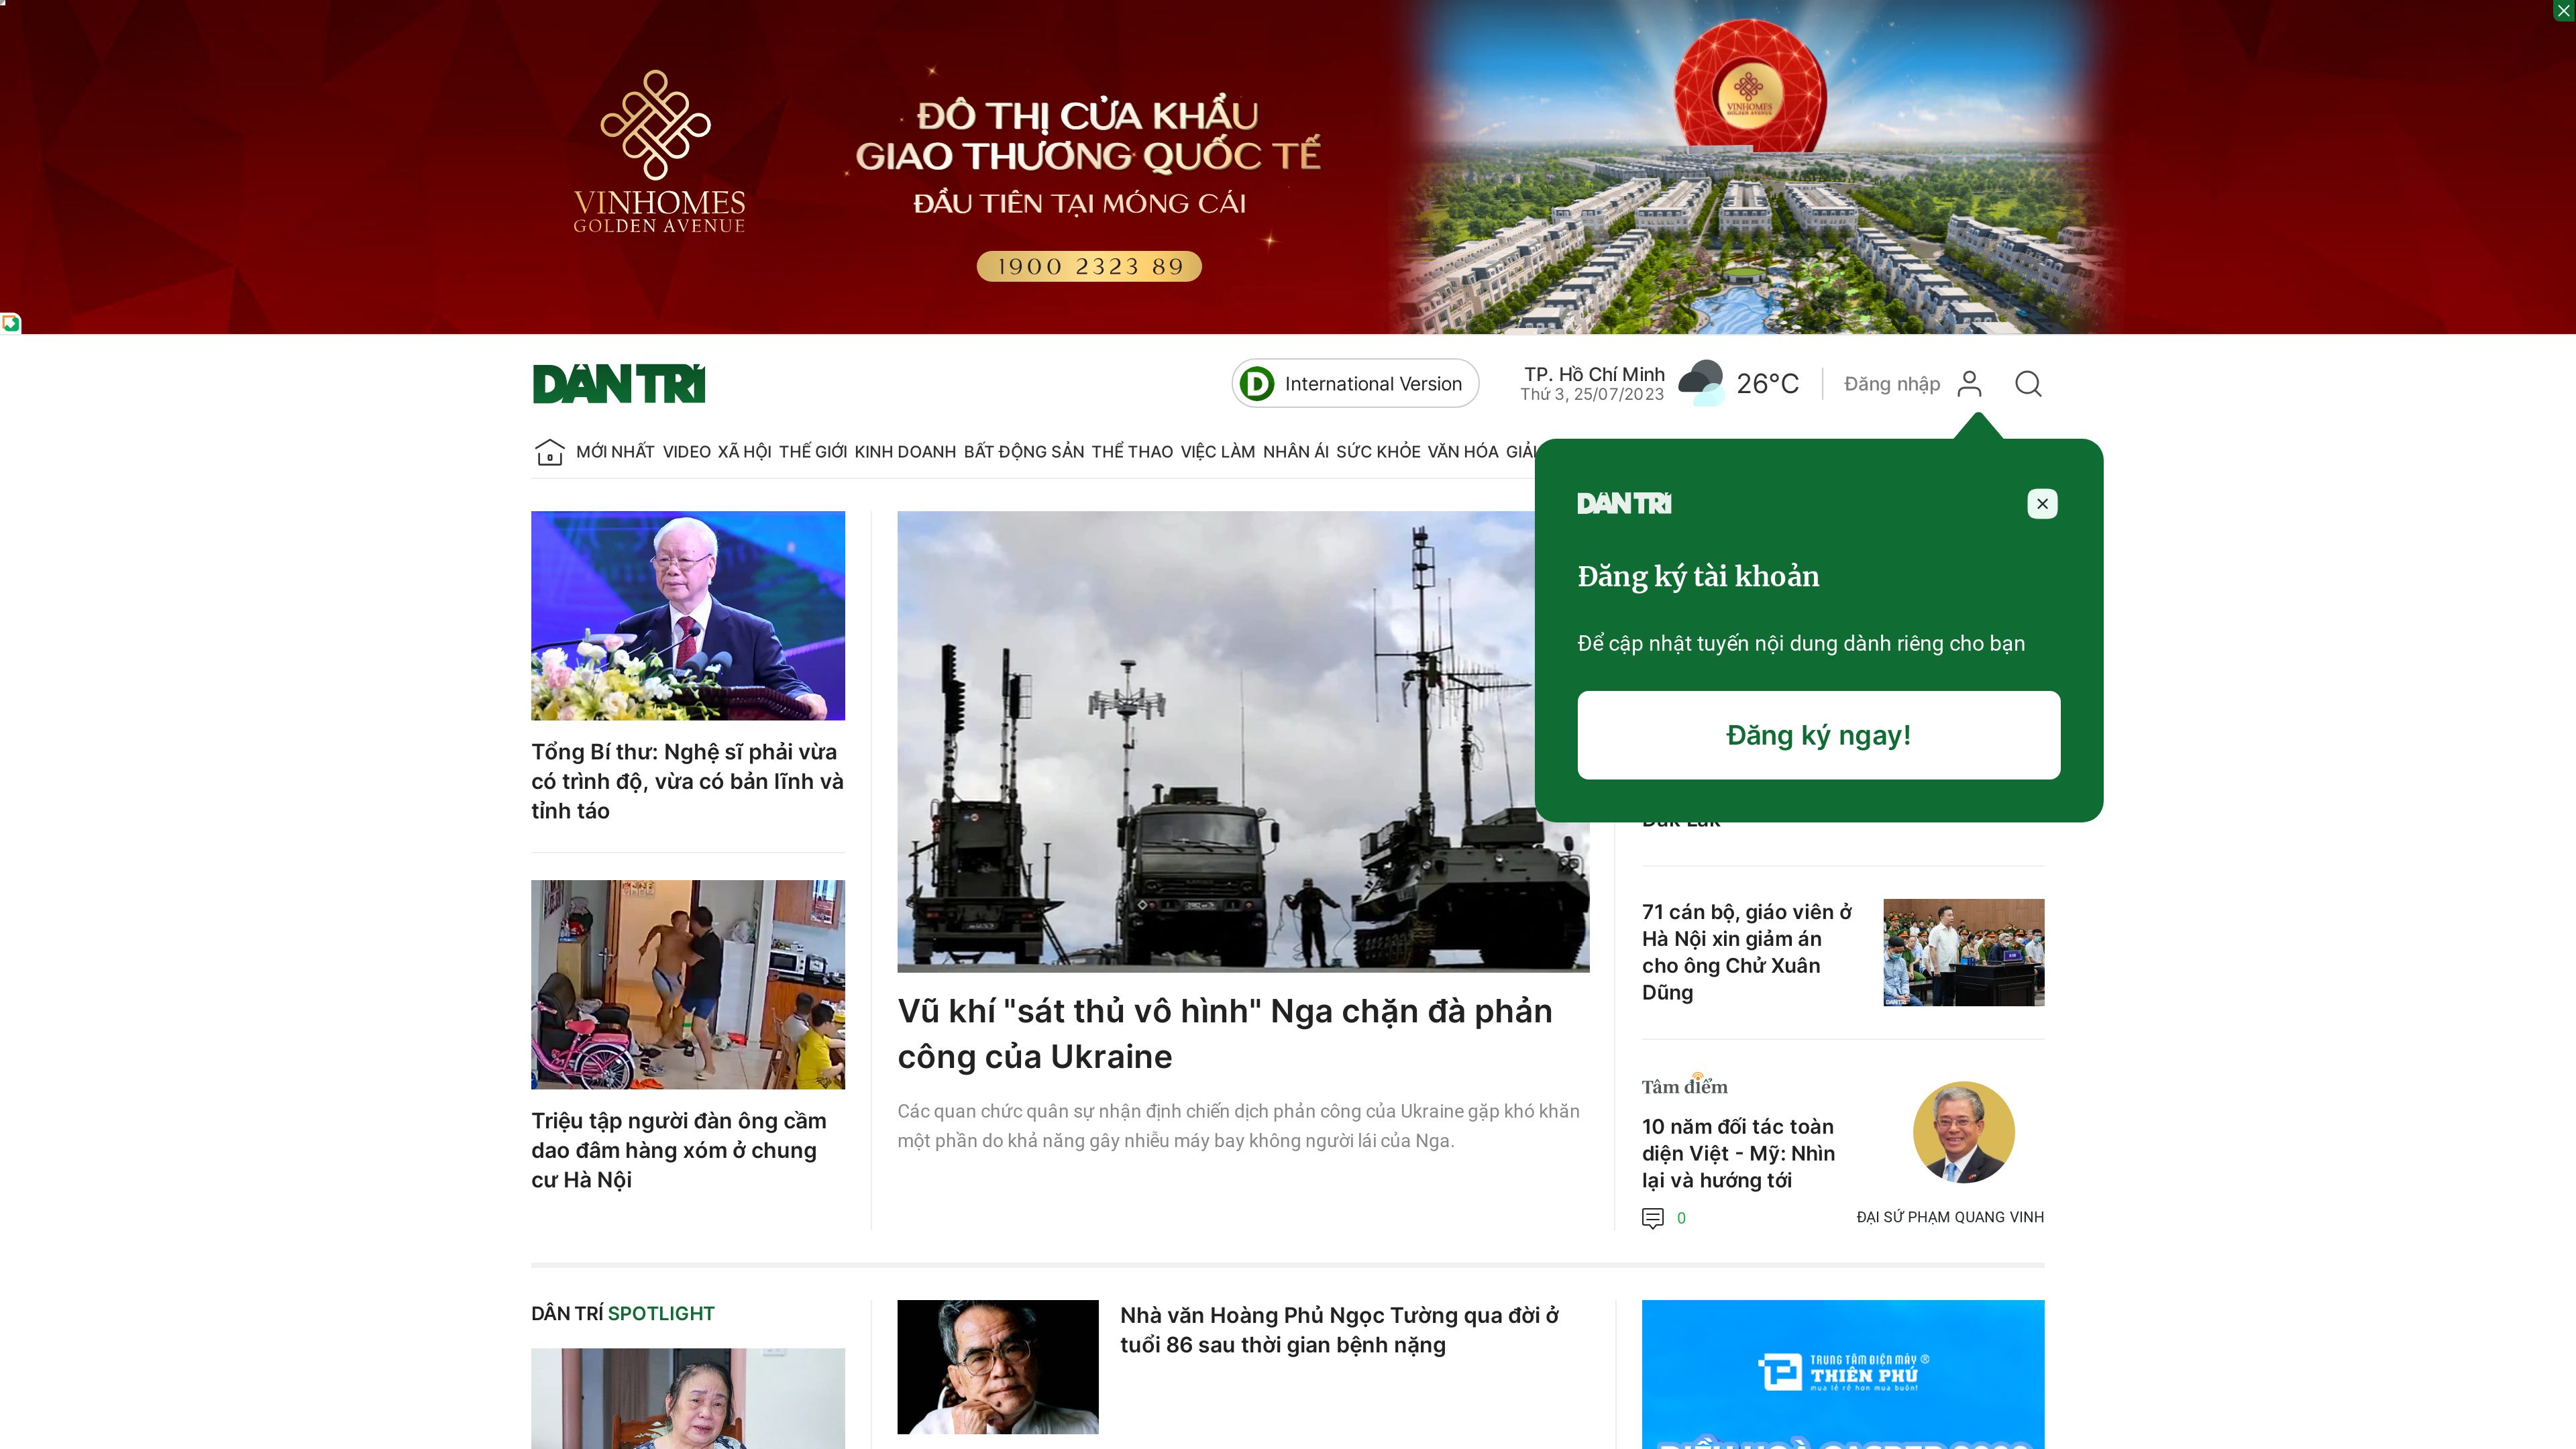 VINHOMES
GOLDEN AVENUE
ĐÔ THỊ CỬA KHẨU
GIAO THƯƠNG QUỐC TẾ
ĐẦU TIÊN TẠI MÓNG CÁI
1900 2323 89
VINHOMES
GOLDEN AVENUE
DÂN TRÍ
D International Version
TP. Hồ Chí Minh
Thứ 3, 25/07/2023
26°C
Đăng nhập
MỚI NHẤT VIDEO XÃ HỘI THẾ GIỚI KINH DOANH BẤT ĐỘNG SẢN THỂ THAO VIỆC LÀM NHÂN ÁI SỨC KHỎE VĂN HÓA
DÂN TRÍ
Đăng ký tài khoản
Để cập nhật tuyến nội dung dành riêng cho bạn
Đăng ký ngay!
Tổng Bí thư: Nghệ sĩ phải vừa
có trình độ, vừa có bản lĩnh và
tỉnh táo
Triệu tập người đàn ông cầm
dao đâm hàng xóm ở chung
cư Hà Nội
Vũ khí "sát thủ vô hình" Nga chặn đà phản
công của Ukraine
Các quan chức quân sự nhận định chiến dịch phản công của Ukraine gặp khó khăn
một phần do khả năng gây nhiễu máy bay không người lái của Nga.
71 cán bộ, giáo viên ở
Hà Nội xin giảm án
cho ông Chử Xuân
Dũng
DÂN TRÍ
Tâm điểm
10 năm đối tác toàn
diện Việt - Mỹ: Nhìn
lại và hướng tới
0
ĐẠI SỨ PHẠM QUANG VINH
DÂN TRÍ SPOTLIGHT
Nhà văn Hoàng Phủ Ngọc Tường qua đời ở
tuổi 86 sau thời gian bệnh nặng
TRUNG TÂM ĐIỆN MÁY ®
THIÊN PHÚ
mua lẻ rẻ hơn mua buôn!